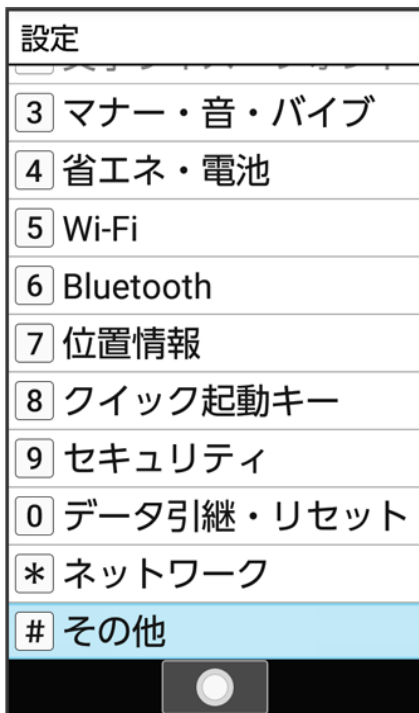 設定
3 マナー・音・バイブ
4 省エネ・電池
5 Wi-Fi
6 Bluetooth
7 位置情報
8 クイック起動キー
9 セキュリティ
0 データ引継・リセット
* ネットワーク
# その他